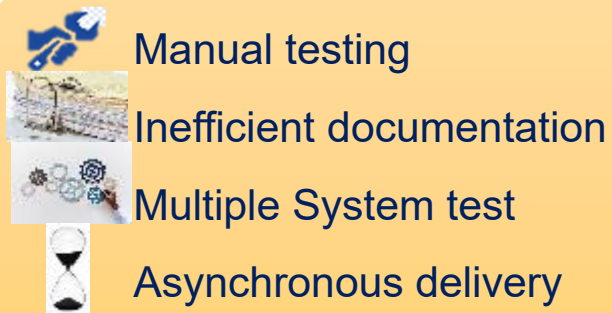 Manual testing
Inefficient documentation
Multiple System test
Asynchronous delivery